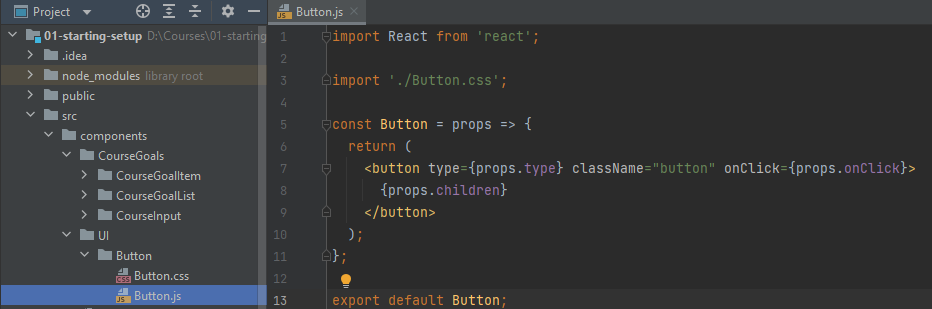 Project
01-starting-setup D:\Courses\01-starting
.idea
node_modules library root
public
src
components
CourseGoals
CourseGoalItem
CourseGoalList
CourseInput
UI
Button
CSS Button.css
JS Button.js
JS Button.js
1 import React from 'react';
2
3 import './Button.css';
4
5 const Button = props => {
6 return (
7 <button type={props.type} className="button" onClick={props.onClick}>
8 {props.children}
9 </button>
10 );
11 };
12
13 export default Button;